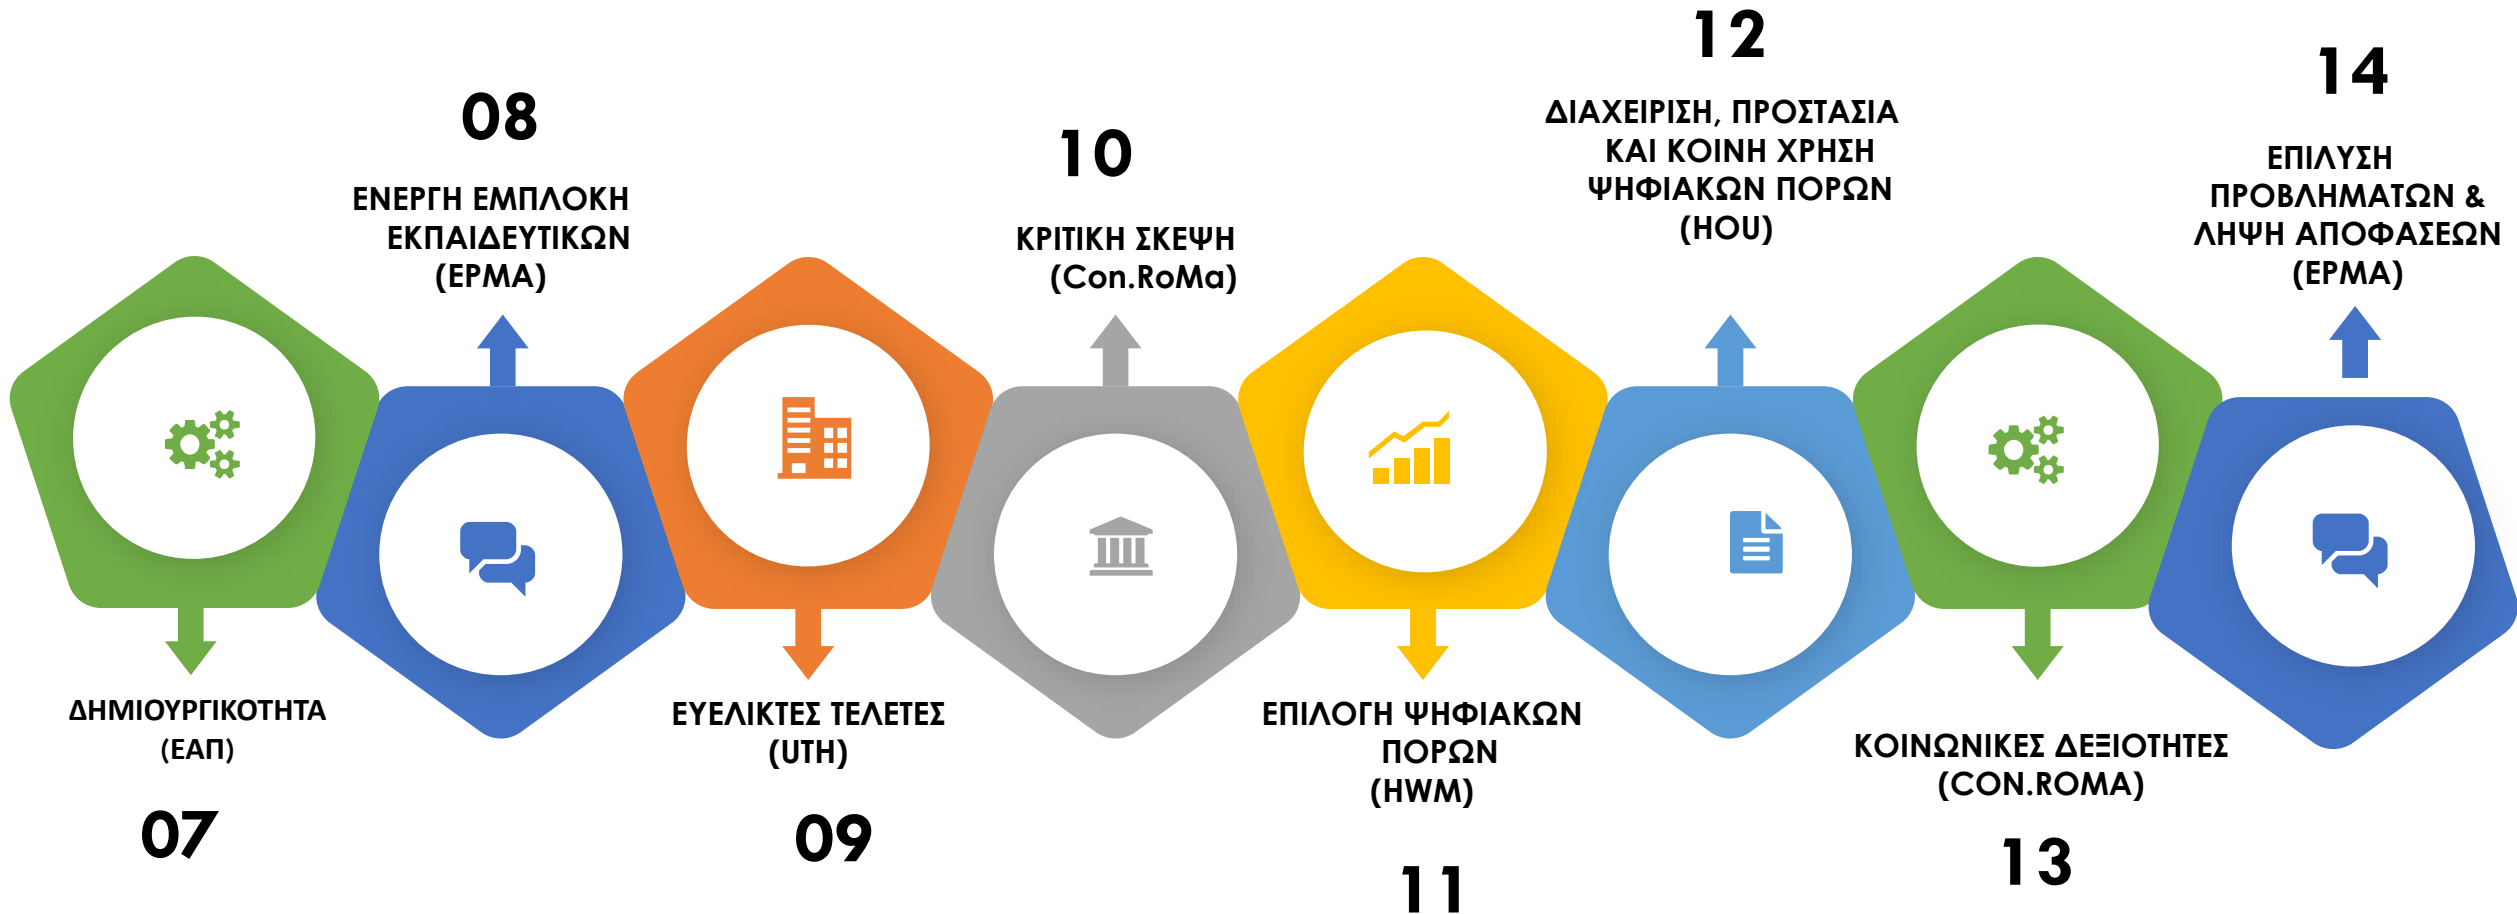 07
ΔΗΜΙΟΥΡΓΙΚΟΤΗΤΑ
(ΕΑΠ)
08
ΕΝΕΡΓΗ ΕΜΠΛΟΚΗ
ΕΚΠΑΙΔΕΥΤΙΚΩΝ
(EPMA)
09
ΕΥΕΛΙΚΤΕΣ ΤΕΛΕΤΕΣ
(UTH)
10
ΚΡΙΤΙΚΗ ΣΚΕΨΗ
(Con.RoMa)
11
ΕΠΙΛΟΓΗ ΨΗΦΙΑΚΩΝ
ΠΟΡΩΝ
(HWM)
12
ΔΙΑΧΕΙΡΙΣΗ, ΠΡΟΣΤΑΣΙΑ
ΚΑΙ ΚΟΙΝΗ ΧΡΗΣΗ
ΨΗΦΙΑΚΩΝ ΠΟΡΩΝ
(HOU)
13
ΚΟΙΝΩΝΙΚΕΣ ΔΕΞΙΟΤΗΤΕΣ
(CON.ROMA)
14
ΕΠΙΛΥΣΗ
ΠΡΟΒΛΗΜΑΤΩΝ &
ΛΗΨΗ ΑΠΟΦΑΣΕΩΝ
(EPMA)